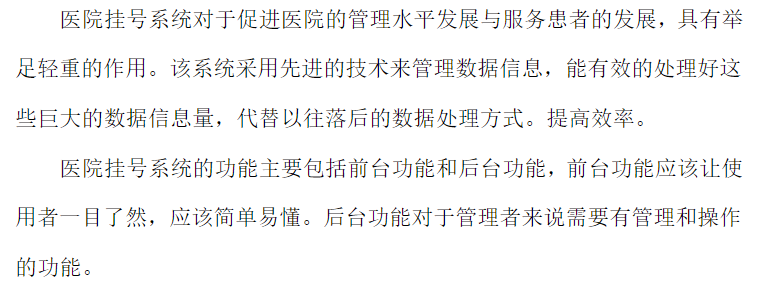 医院挂号系统对于促进医院的管理水平发展与服务患者的发展，具有举
足轻重的作用。该系统采用先进的技术来管理数据信息，能有效的处理好这
些巨大的数据信息量，代替以往落后的数据处理方式。提高效率。
医院挂号系统的功能主要包括前台功能和后台功能，前台功能应该让使
用者一目了然，应该简单易懂。后台功能对于管理者来说需要有管理和操作
的功能。